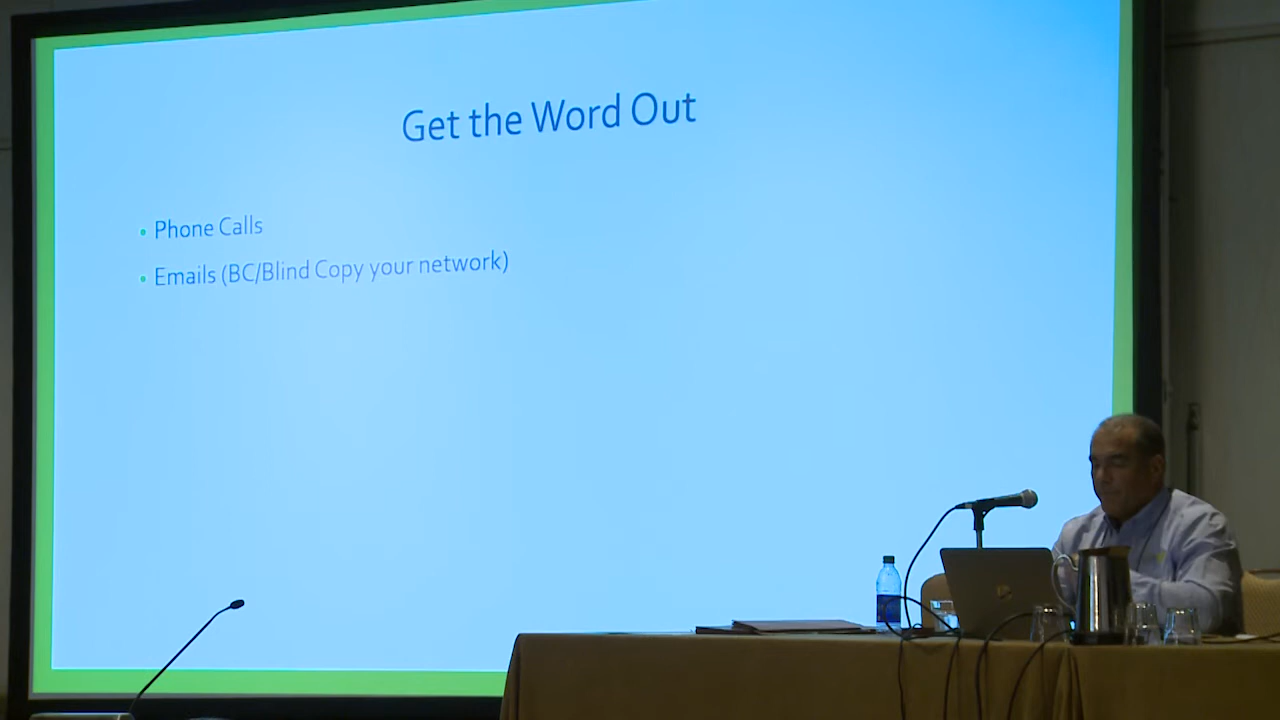 Get the Word Out
• Phone Calls
• Emails (BC/Blind Copy your network)